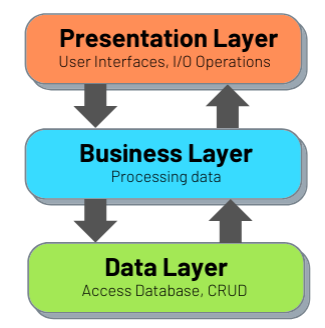 Presentation Layer
User Interfaces, I/O Operations
Business Layer
Processing data
Data Layer
Access Database, CRUD